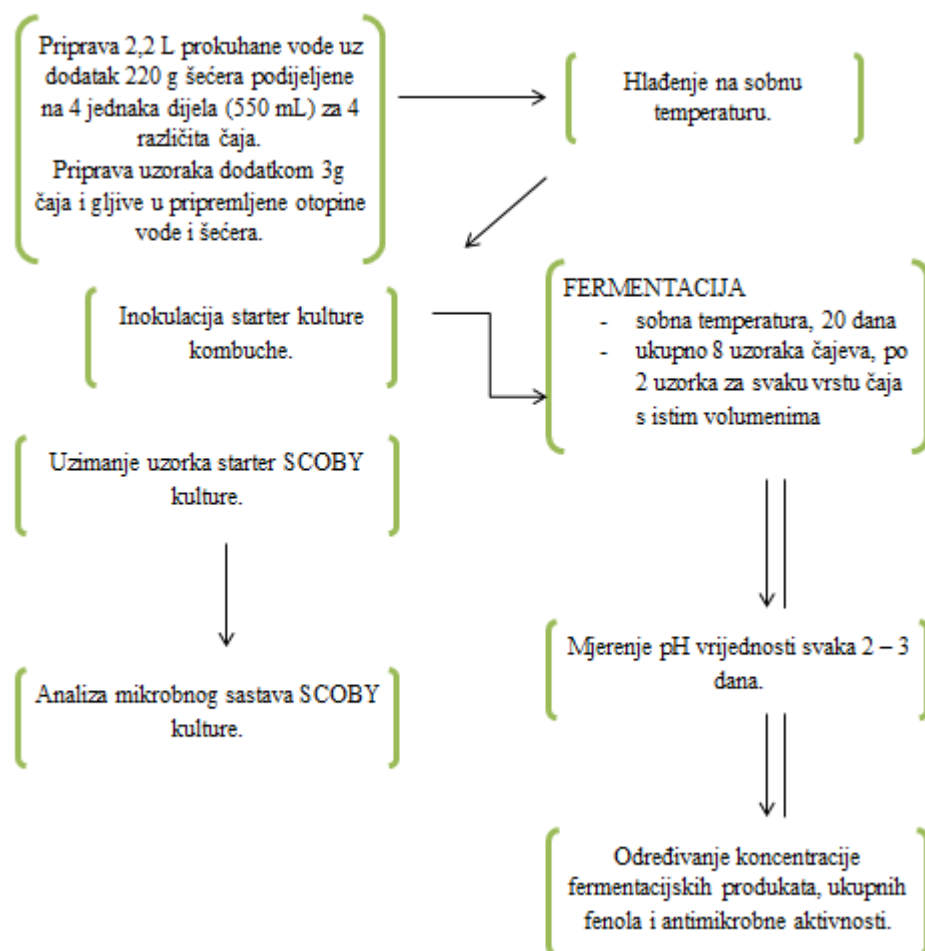 Priprava 2,2 L prokuhane vode uz
dodatak 220 g šećera podijeljene
na 4 jednaka dijela (550 mL) za 4
različita čaja.
Priprava uzoraka dodatkom 3g
čaja i gljive u pripremljene otopine
vode i šećera.
Hlađenje na sobnu
temperaturu.
Inokulacija starter kulture
kombuche.
FERMENTACIJA
- sobna temperatura, 20 dana
- ukupno 8 uzoraka čajeva, po
2 uzorka za svaku vrstu čaja
s istim volumenima
Uzimanje uzorka starter SCOBY
kulture.
Analiza mikrobnog sastava SCOBY
kulture.
Mjerenje pH vrijednosti svaka 2 – 3
dana.
Određivanje koncentracije
fermentacijskih produkata, ukupnih
fenola i antimikrobne aktivnosti.